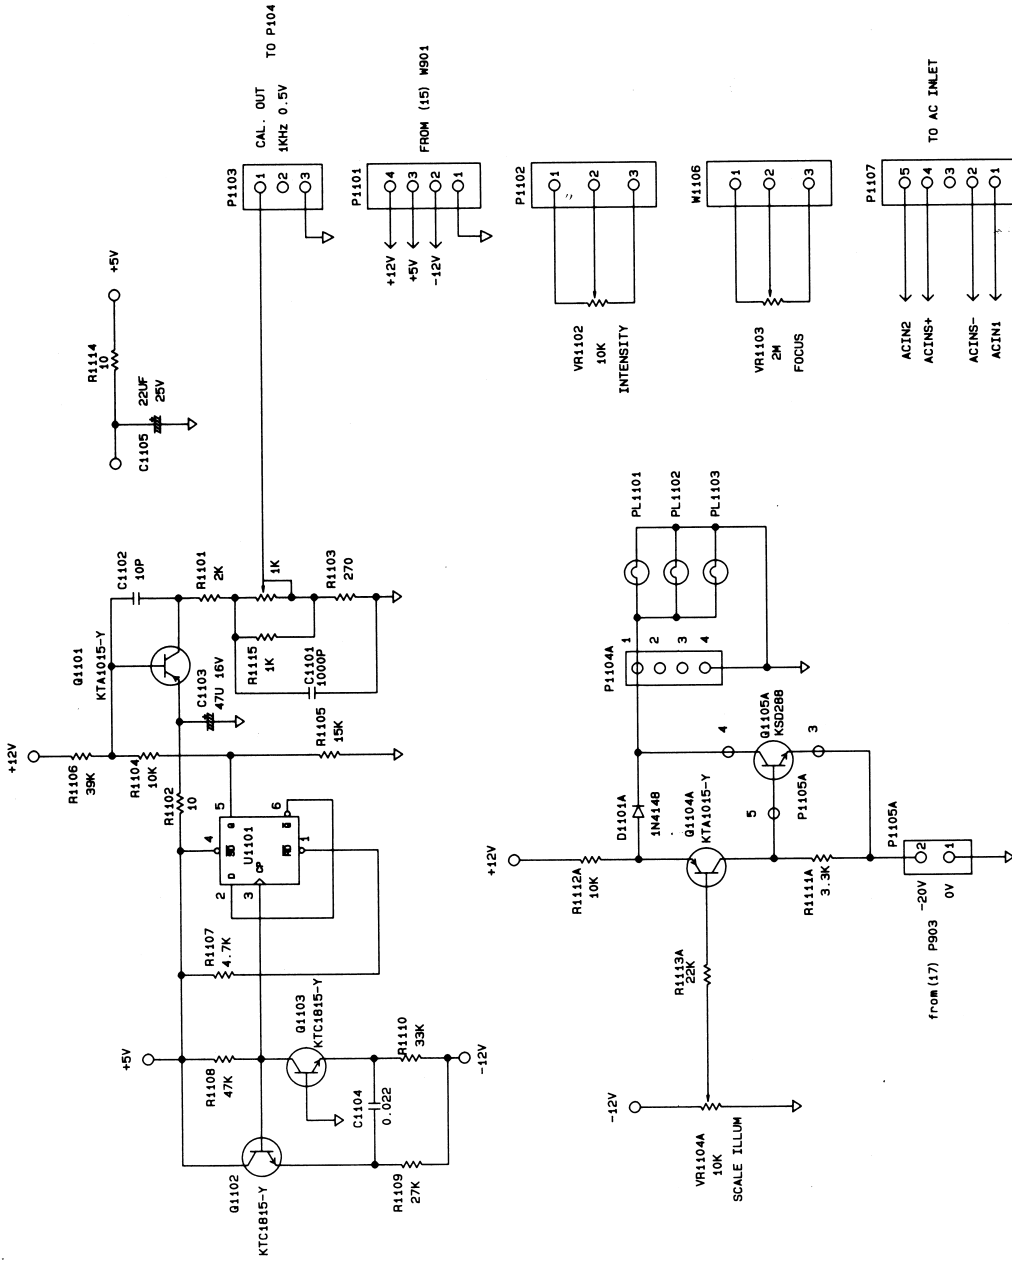 +12V
R1106
39K
R1104
10K
R1102
10
Q1101
KTA1015-Y
C1102
10P
R1101
2K
1K
R1103
270
R1115
1K
C1101
1000P
C1103
47U 16V
R1105
15K
5
6
4
1
2
3
Q
Q
SD
RD
D
CP
U1101
R1107
4.7K
+5V
R1108
47K
Q1103
KTC1815-Y
R1110
33K
-12V
C1104
0.022
Q1102
KTC1815-Y
R1109
27K
C1105
22UF
25V
R1114
10
+5V
P1103
1
2
3
CAL. OUT
1KHz 0.5V
TO P104
P1101
4
3
2
1
+12V
+5V
-12V
FROM (15) W901
P1102
1
2
3
VR1102
10K
INTENSITY
W1106
1
2
3
VR1103
2M
FOCUS
P1107
5
4
3
2
1
ACIN2
ACINS+
ACINS-
ACIN1
TO AC INLET
PL1101
PL1102
PL1103
P1104A
1
2
3
4
+12V
R1112A
10K
D1101A
1N4148
Q1104A
KTA1015-Y
4
Q1105A
KSD288
3
5
P1105A
R1111A
3.3K
P1105A
2
1
-20V
0V
from(17) P903
R1113A
22K
-12V
VR1104A
10K
SCALE ILLUM